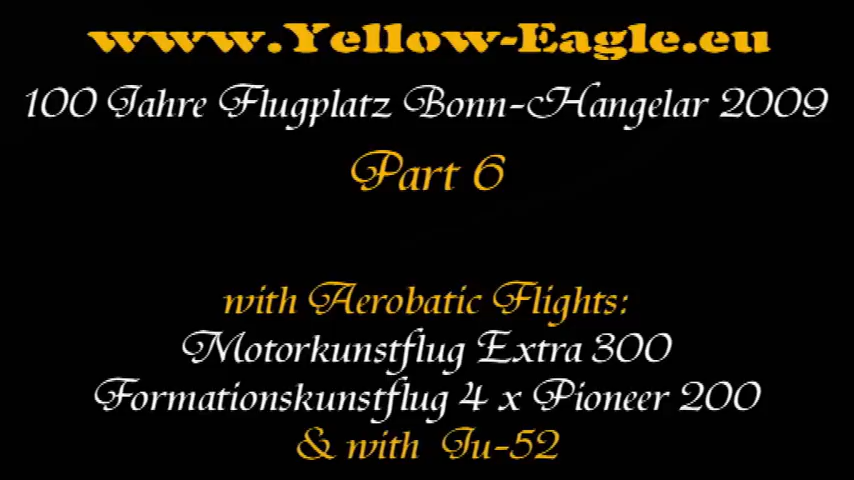 www.Yellow-Eagle.eu
100 Jahre Flugplatz Bonn-Hangelar 2009
Part 6
with Aerobatic Flights:
Motorkunstflug Extra 300
Formationskunstflug 4 x Pioneer 200
& with Ju-52